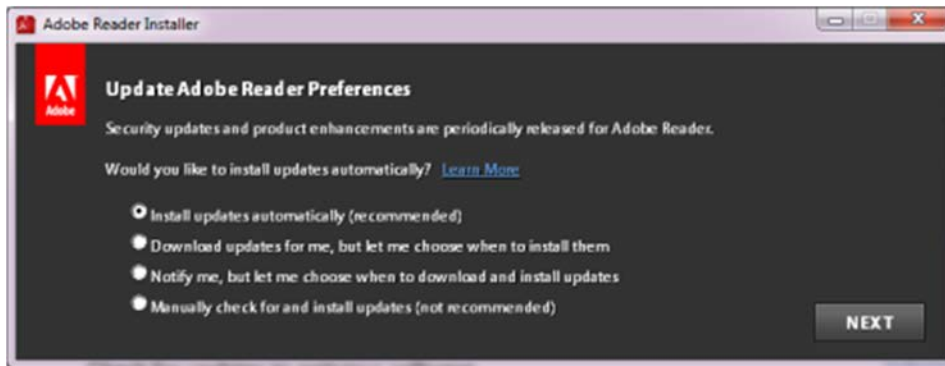 Adobe Reader Installer
Adobe
Update Adobe Reader Preferences
Security updates and product enhancements are periodically released for Adobe Reader.
Would you like to install updates automatically? Learn More
Install updates automatically (recommended)
Download updates for me, but let me choose when to install them
Notify me, but let me choose when to download and install updates
Manually check for and install updates (not recommended)
NEXT